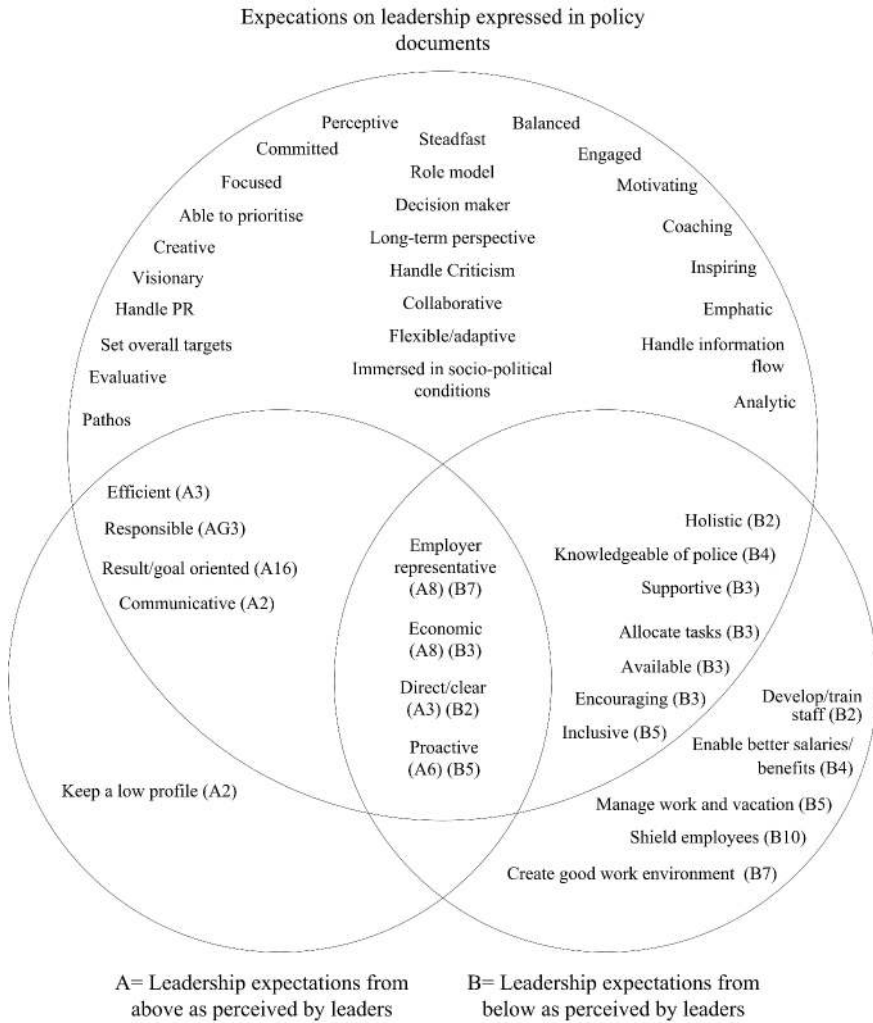 Expecations on leadership expressed in policy
documents
Perceptive
Steadfast
Balanced
Committed
Engaged
Focused
Role model
Motivating
Able to prioritise
Decision maker
Coaching
Creative
Long-term perspective
Visionary
Handle Criticism
Inspiring
Handle PR
Collaborative
Emphatic
Set overall targets
Flexible/adaptive
Handle information
flow
Evaluative
Immersed in socio-political
conditions
Analytic
Pathos
Efficient (A3)
Responsible (AG3)
Result/goal oriented (A16)
Communicative (A2)
Employer
representative
(A8) (B7)
Economic
(A8) (B3)
Direct/clear
(A3) (B2)
Proactive
(A6) (B5)
Holistic (B2)
Knowledgeable of police (B4)
Supportive (B3)
Allocate tasks (B3)
Available (B3)
Encouraging (B3)
Inclusive (B5)
Develop/train
staff (B2)
Enable better salaries/
benefits (B4)
Keep a low profile (A2)
Manage work and vacation (B5)
Shield employees (B10)
Create good work environment (B7)
A= Leadership expectations from
above as perceived by leaders
B= Leadership expectations from
below as perceived by leaders